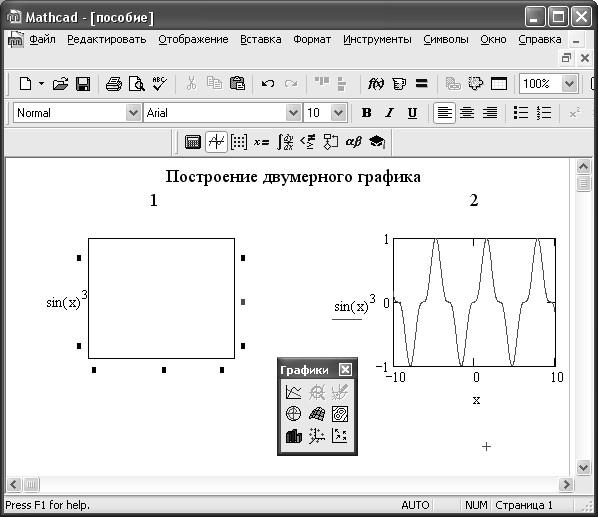 Mathcad - [пособие]
Файл Редактировать Отображение Вставка Формат Инструменты Символы Окно Справка
100%
Normal Arial 10 B I U
Построение двумерного графика
1 2
sin(x)³
1
sin(x)³ 0
-1
-10 0 10
x
Графики
Press F1 for help. AUTO NUM Страница 1